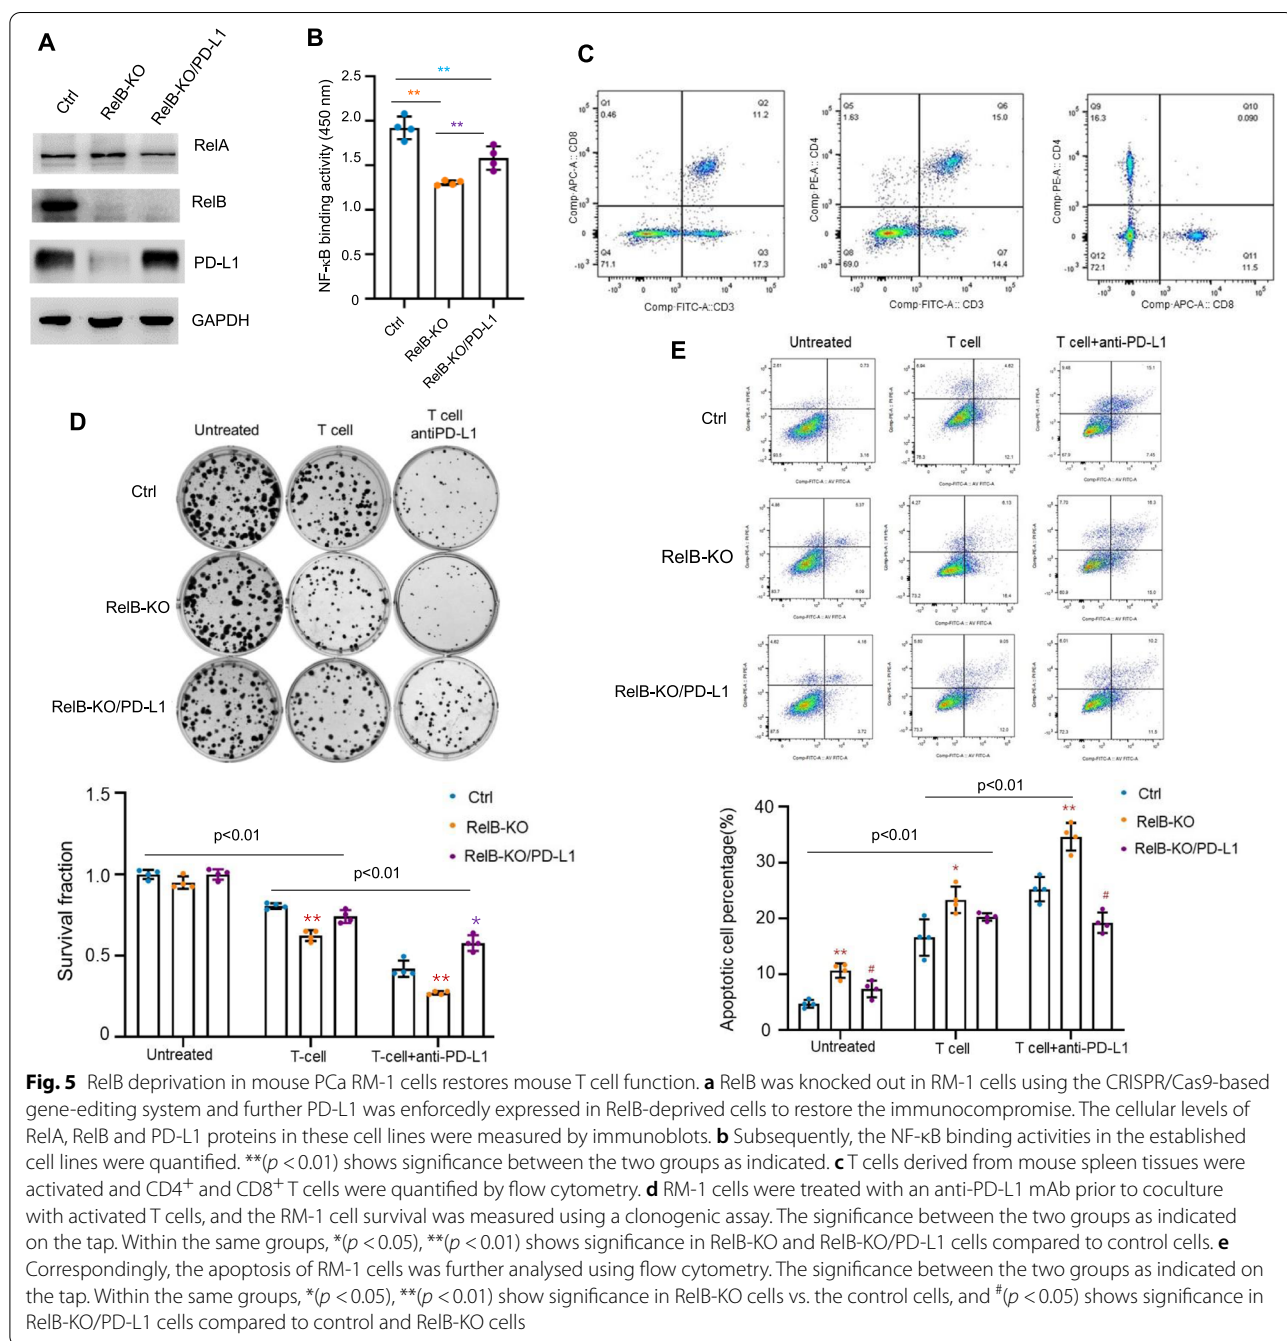 A
Ctrl
RelB-KO
RelB-KO/PD-L1
RelA
RelB
PD-L1
GAPDH
B
NF-κB binding activity (450 nm)
2.5
2.0
1.5
1.0
0.5
0
**
**
**
Ctrl
RelB-KO
RelB-KO/PD-L1
C
Comp-APC-A:: CD8
Q1
0.46
Q2
11.2
Q4
71.1
Q3
17.3
Comp-FITC-A::CD3
Comp-PE-A:: CD4
Q5
1.63
Q6
15.0
Q8
69.0
Q7
14.4
Comp-FITC-A:: CD3
Comp-PE-A:: CD4
Q9
16.3
Q10
0.090
Q12
72.1
Q11
11.5
Comp-APC-A:: CD8
D
Untreated
T cell
T cell
antiPD-L1
Ctrl
RelB-KO
RelB-KO/PD-L1
Survival fraction
1.5
1.0
0.5
0
p<0.01
p<0.01
**
**
*
Ctrl
RelB-KO
RelB-KO/PD-L1
Untreated
T-cell
T-cell+anti-PD-L1
E
Untreated
T cell
T cell+anti-PD-L1
Ctrl
RelB-KO
RelB-KO/PD-L1
Apoptotic cell percentage(%)
40
30
20
10
0
p<0.01
p<0.01
**
#
*
**
#
Ctrl
RelB-KO
RelB-KO/PD-L1
Untreated
T cell
T cell+anti-PD-L1
Fig. 5 RelB deprivation in mouse PCa RM-1 cells restores mouse T cell function. a RelB was knocked out in RM-1 cells using the CRISPR/Cas9-based
gene-editing system and further PD-L1 was enforcedly expressed in RelB-deprived cells to restore the immunocompromise. The cellular levels of
RelA, RelB and PD-L1 proteins in these cell lines were measured by immunoblots. b Subsequently, the NF-κB binding activities in the established
cell lines were quantified. **(p < 0.01) shows significance between the two groups as indicated. c T cells derived from mouse spleen tissues were
activated and CD4+ and CD8+ T cells were quantified by flow cytometry. d RM-1 cells were treated with an anti-PD-L1 mAb prior to coculture
with activated T cells, and the RM-1 cell survival was measured using a clonogenic assay. The significance between the two groups as indicated
on the tap. Within the same groups, *(p < 0.05), **(p < 0.01) shows significance in RelB-KO and RelB-KO/PD-L1 cells compared to control cells. e
Correspondingly, the apoptosis of RM-1 cells was further analysed using flow cytometry. The significance between the two groups as indicated on
the tap. Within the same groups, *(p < 0.05), **(p < 0.01) show significance in RelB-KO cells vs. the control cells, and #(p < 0.05) shows significance in
RelB-KO/PD-L1 cells compared to control and RelB-KO cells